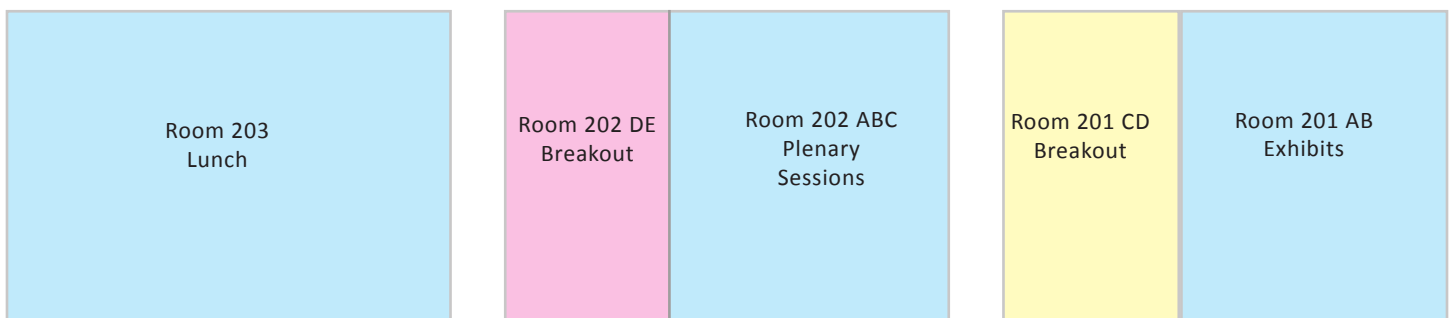 Room 203
Lunch
Room 202 DE
Breakout
Room 202 ABC
Plenary
Sessions
Room 201 CD
Breakout
Room 201 AB
Exhibits